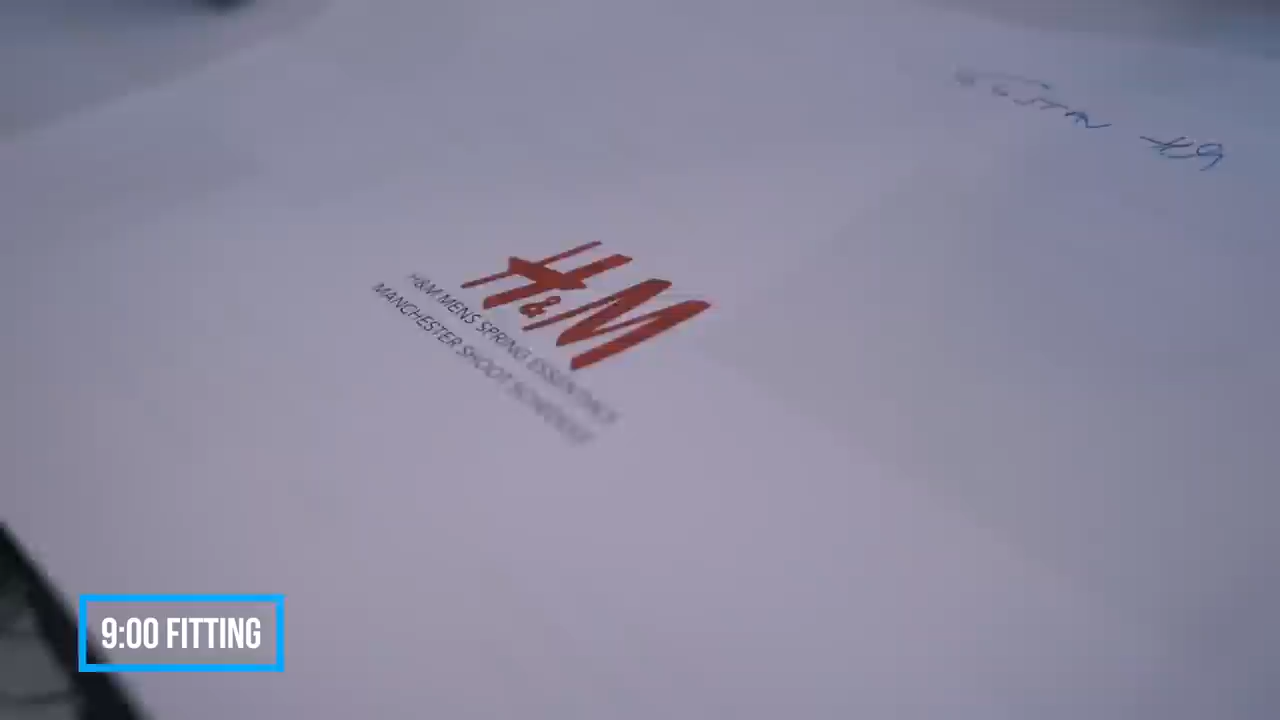 H&M
H&M MENS SPRING ESSENTIALS
MANCHESTER SHOOT SCHEDULE
9:00 FITTING